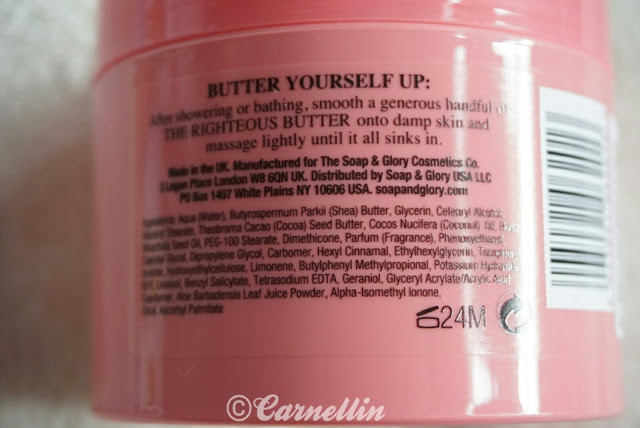 BUTTER YOURSELF UP:
After showering or bathing, smooth a generous handful of
THE RIGHTEOUS BUTTER onto damp skin and
massage lightly until it all sinks in.
Made in the UK. Manufactured for The Soap & Glory Cosmetics Co.
3 Logan Place London W8 6QN UK. Distributed by Soap & Glory USA LLC
PO Box 1407 White Plains NY 10606 USA. soapandglory.com
Ingredients: Aqua (Water), Butyrospermum Parkii (Shea) Butter, Glycerin, Cetearyl Alcohol,
Stearate, Theobroma Cacao (Cocoa) Seed Butter, Cocos Nucifera (Coconut) Oil,
Seed Oil, PEG-100 Stearate, Dimethicone, Parfum (Fragrance), Phenoxyethanol,
Glycol, Dipropylene Glycol, Carbomer, Hexyl Cinnamal, Ethylhexylglycerin,
Hydroxyethylcellulose, Limonene, Butylphenyl Methylpropional, Potassium
BHT, Linalool, Benzyl Salicylate, Tetrasodium EDTA, Geraniol, Glyceryl Acrylate/Acrylic Acid
Copolymer, Aloe Barbadensis Leaf Juice Powder, Alpha-Isomethyl Ionone,
Citral, Ascorbyl Palmitate
24M
©Carnellin